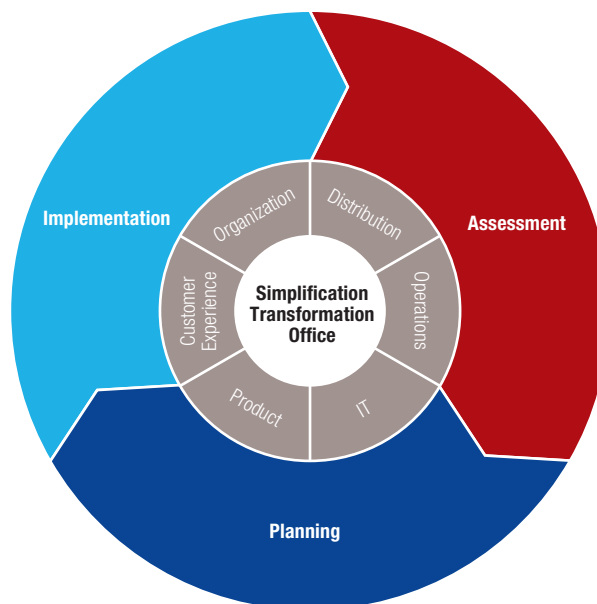 Implementation
Assessment
Planning
Organization
Distribution
Operations
IT
Product
Customer
Experience
Simplification
Transformation
Office